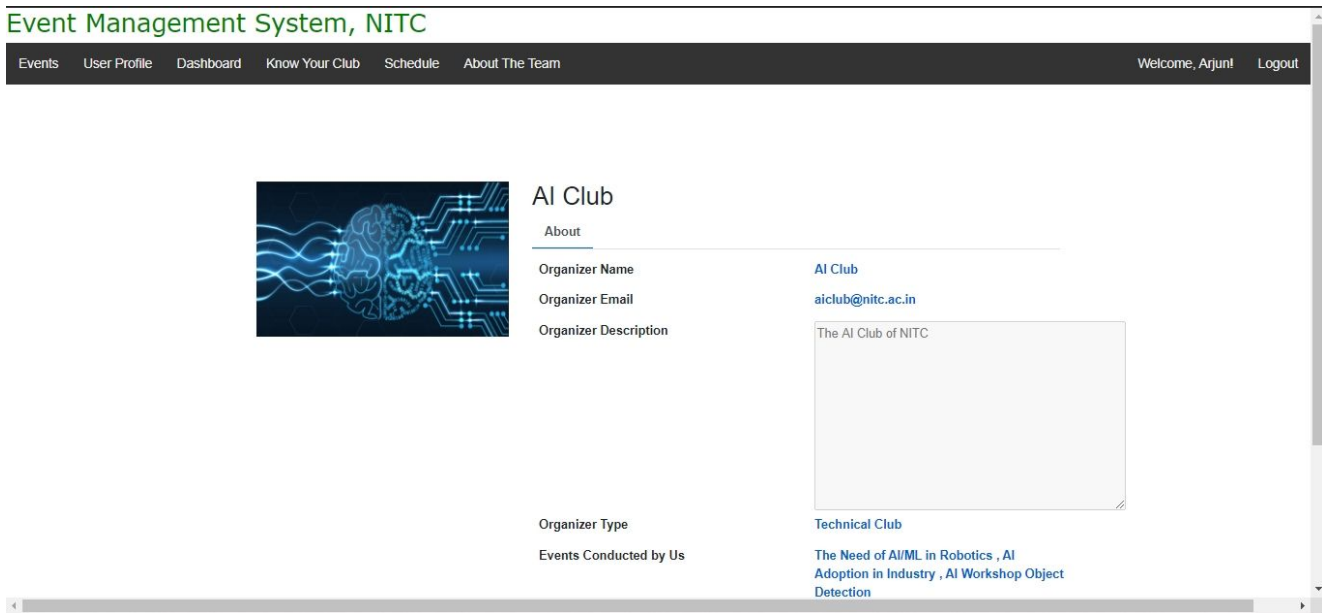 Event Management System, NITC
Events User Profile Dashboard Know Your Club Schedule About The Team Welcome, Arjun! Logout
AI Club
About
Organizer Name AI Club
Organizer Email aiclub@nitc.ac.in
Organizer Description The AI Club of NITC
Organizer Type Technical Club
Events Conducted by Us The Need of AI/ML in Robotics , AI
Adoption in Industry , AI Workshop Object
Detection